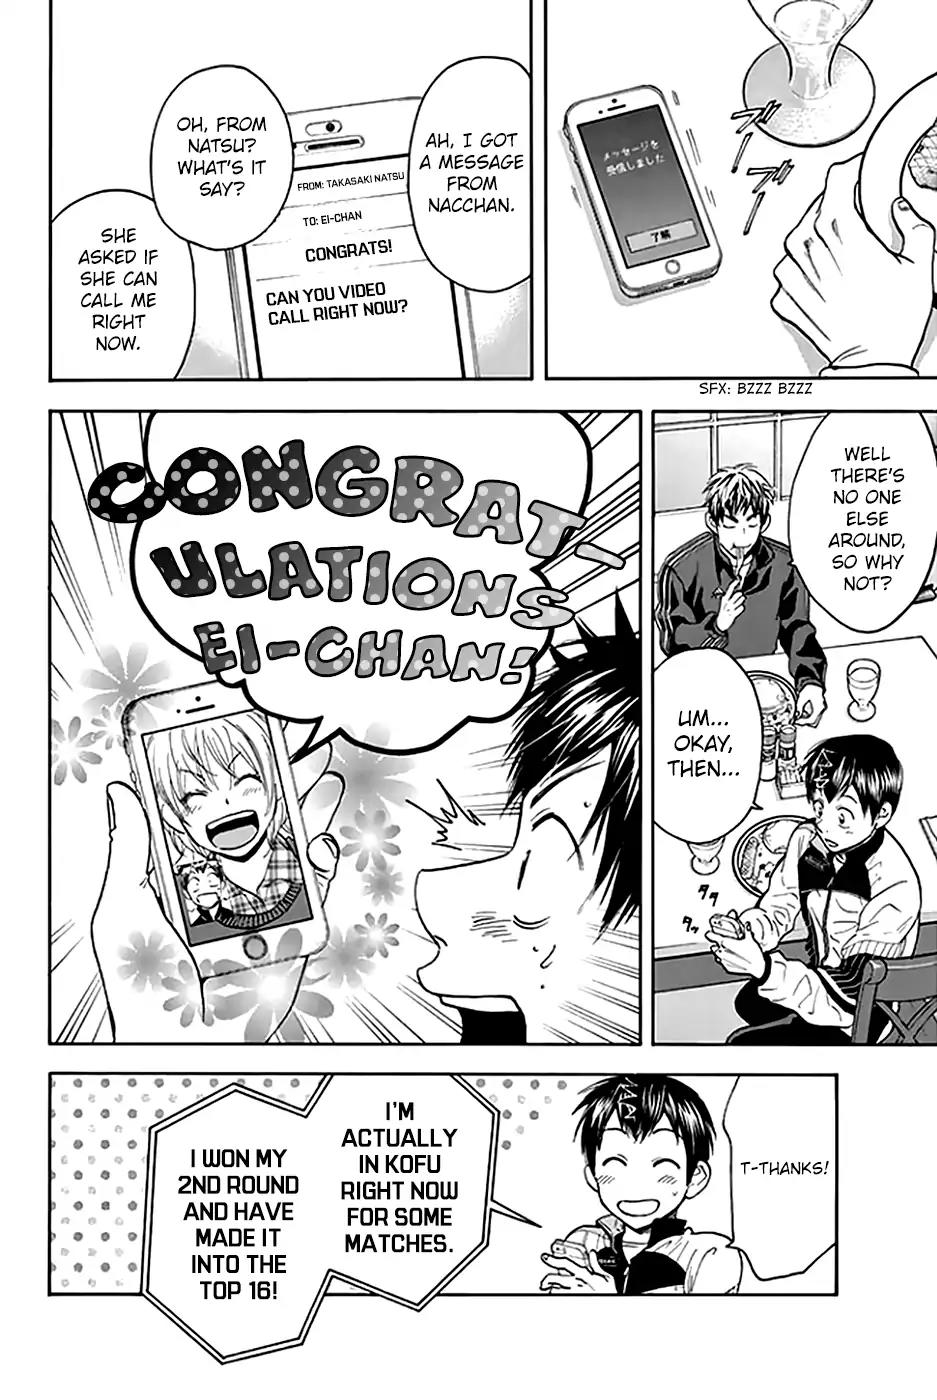 メッセージを
受信しました
了解
SFX: BZZZ BZZZ
AH, I GOT
A MESSAGE
FROM
NACCHAN.
OH, FROM
NATSU?
WHAT'S IT
SAY?
FROM: TAKASAKI NATSU
TO: EI-CHAN
CONGRATS!
CAN YOU VIDEO
CALL RIGHT NOW?
SHE
ASKED IF
SHE CAN
CALL ME
RIGHT
NOW.
WELL
THERE'S
NO ONE
ELSE
AROUND,
SO WHY
NOT?
UM...
OKAY,
THEN...
タタ
タッ
CONGRAT-
ULATIONS
EI-CHAN!
T-THANKS!
I'M
ACTUALLY
IN KOFU
RIGHT NOW
FOR SOME
MATCHES.
I WON MY
2ND ROUND
AND HAVE
MADE IT
INTO THE
TOP 16!